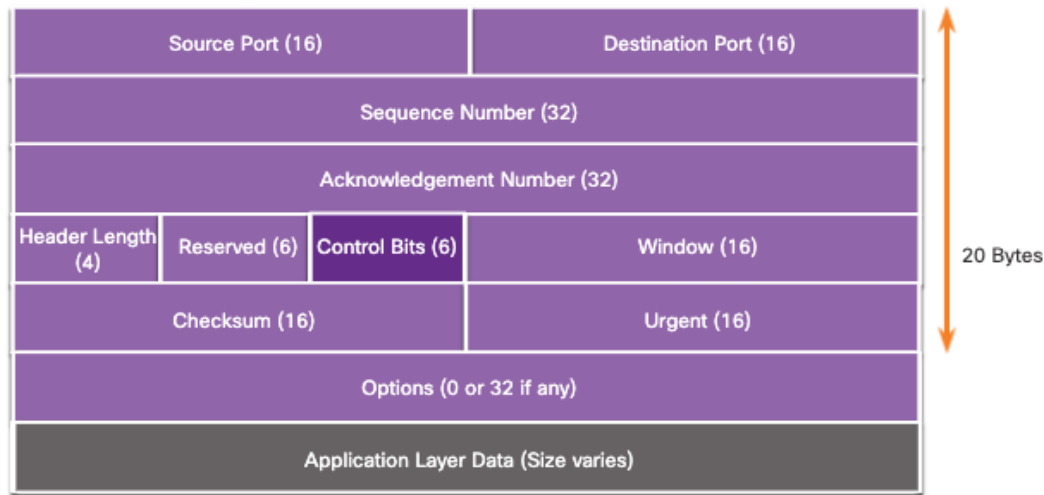 Source Port (16)
Destination Port (16)
Sequence Number (32)
Acknowledgement Number (32)
Header Length
(4)
Reserved (6)
Control Bits (6)
Window (16)
Checksum (16)
Urgent (16)
Options (0 or 32 if any)
Application Layer Data (Size varies)
20 Bytes